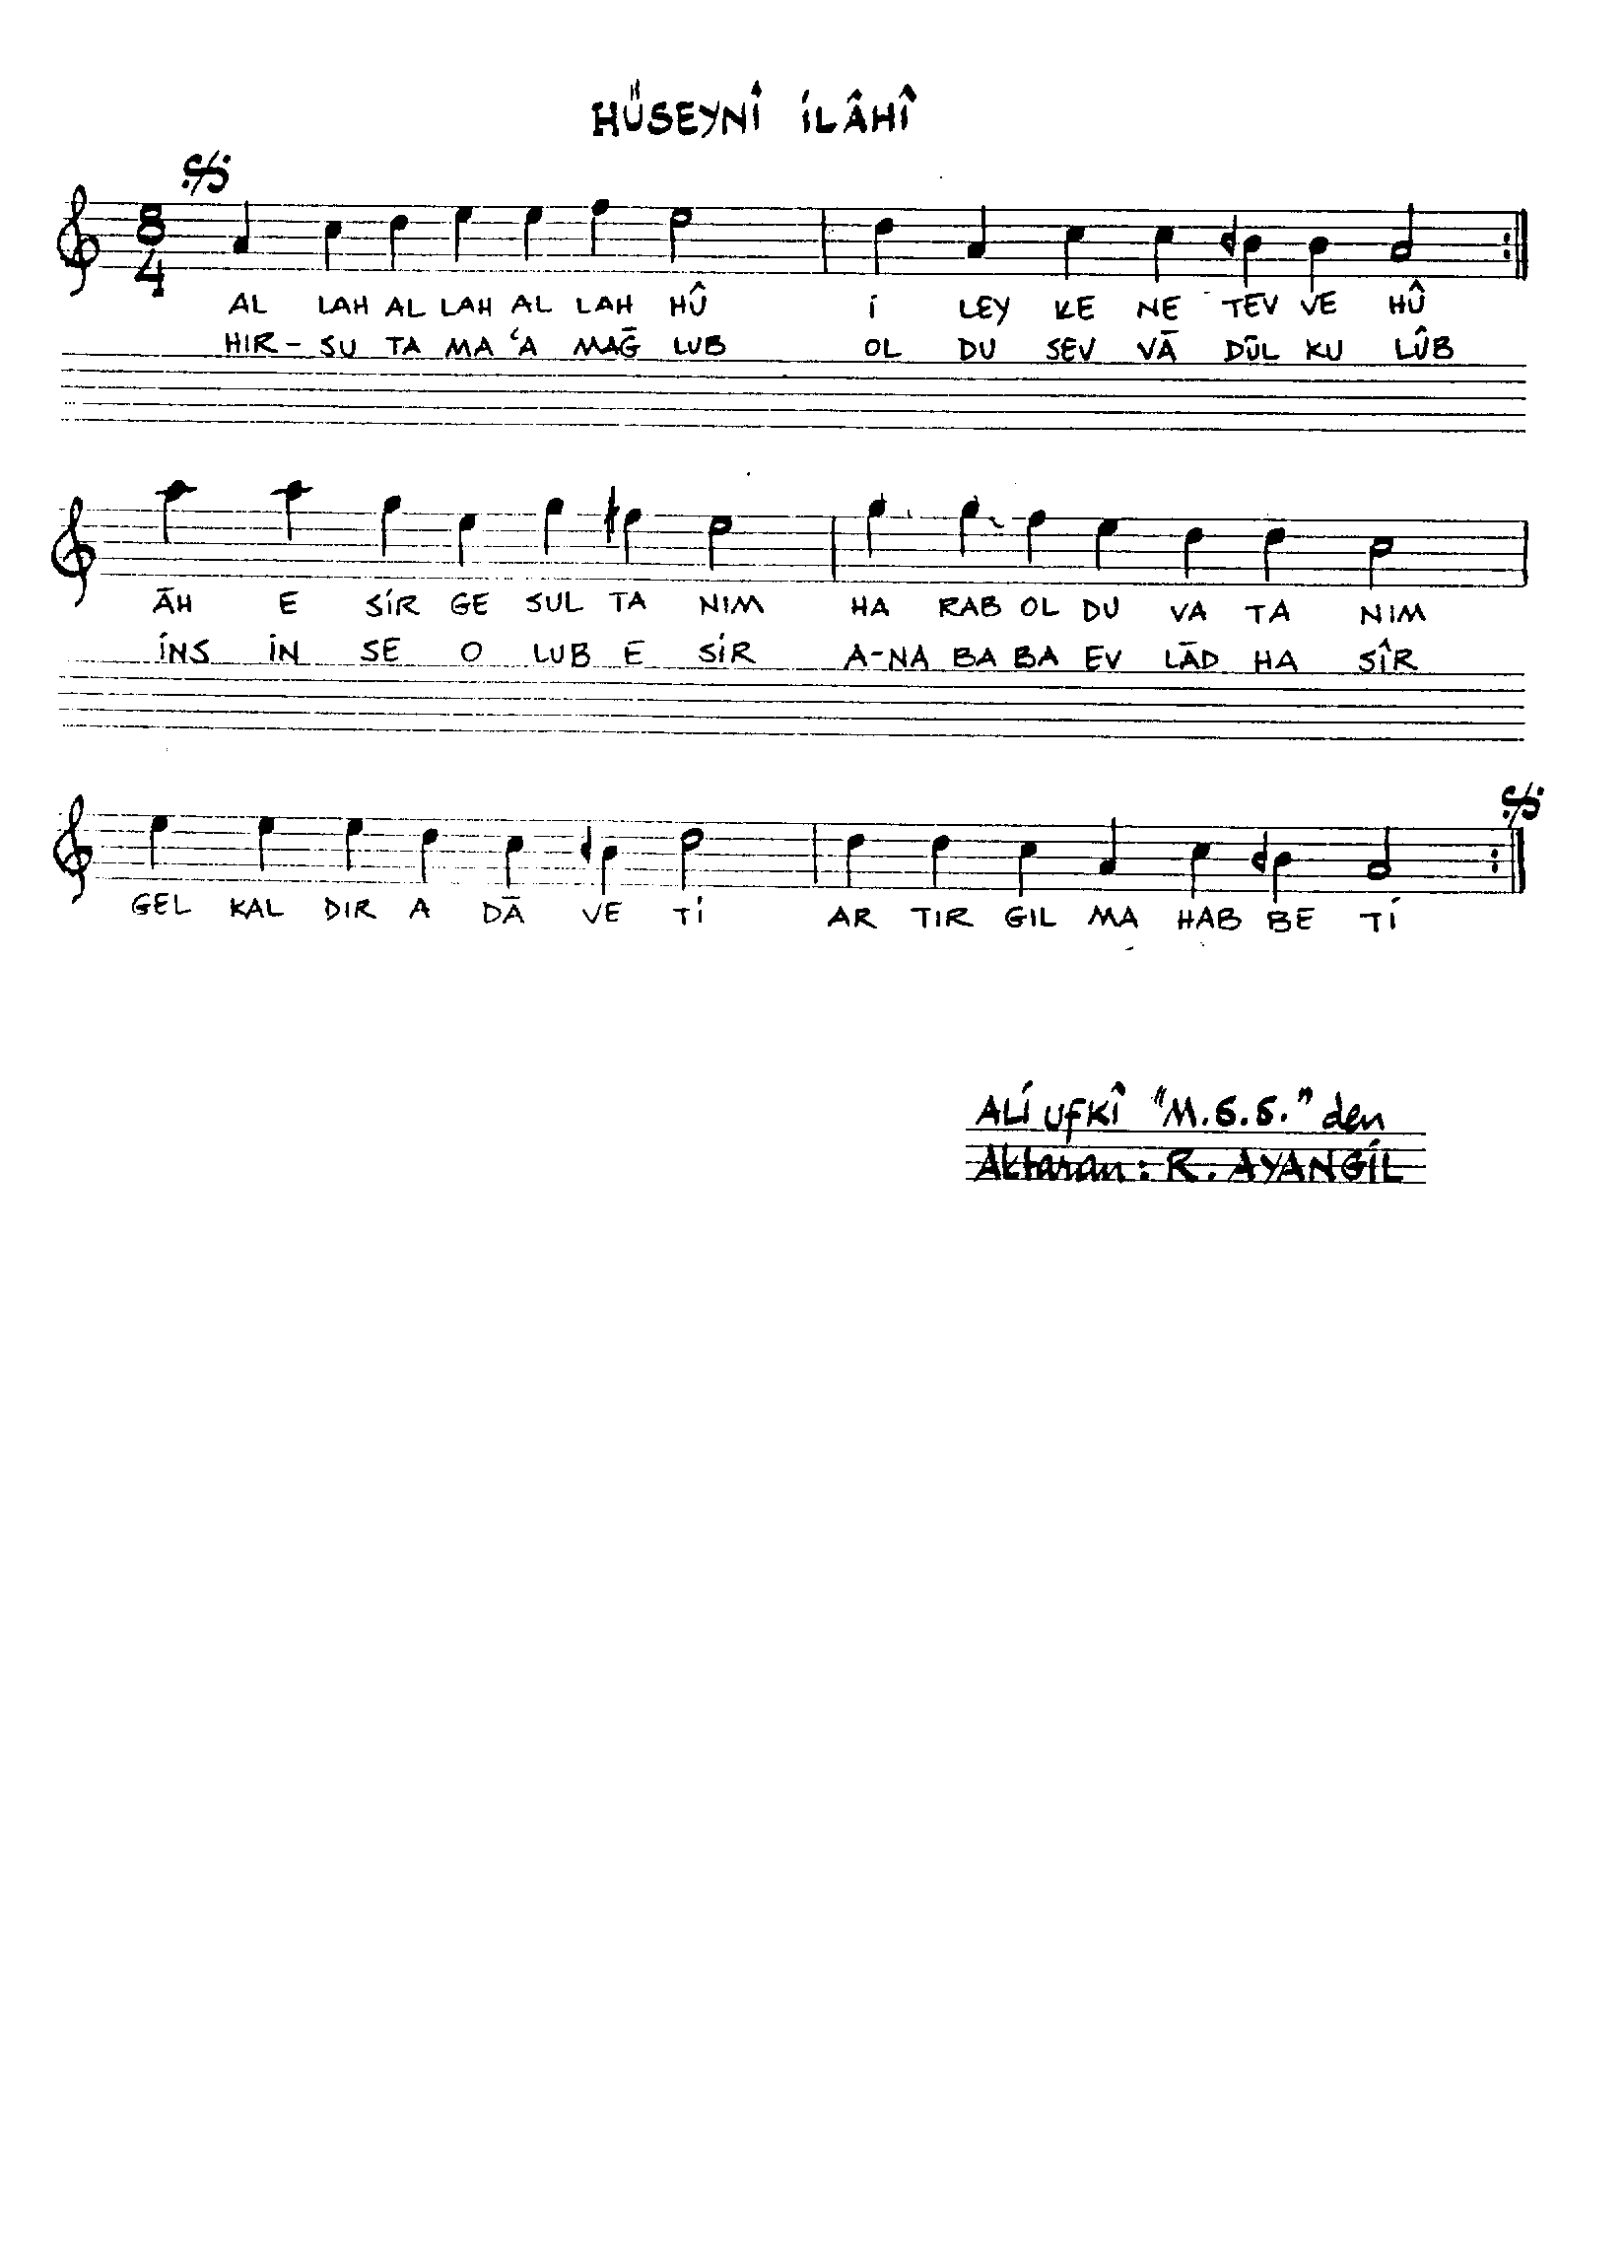 HÜSEYNÎ İLÂHÎ
8
4
AL LAH AL LAH AL LAH HÛ İ LEY KE NE TEV VE HÛ
HIR- SU TA MA 'A MAḠ LUB OL DU SEV VĀ DŪL KU LÛB
ĀH E SİR GE SUL TA NIM HA RAB OL DU VA TA NIM
İNS İN SE O LUB E SİR A-NA BA BA EV LĀD HA SÎR
GEL KAL DIR A DĀ VE Tİ AR TIR GIL MA HAB BE Tİ
ALİ UFKÎ "M.S.S." den
Aktaran: R. AYANGİL